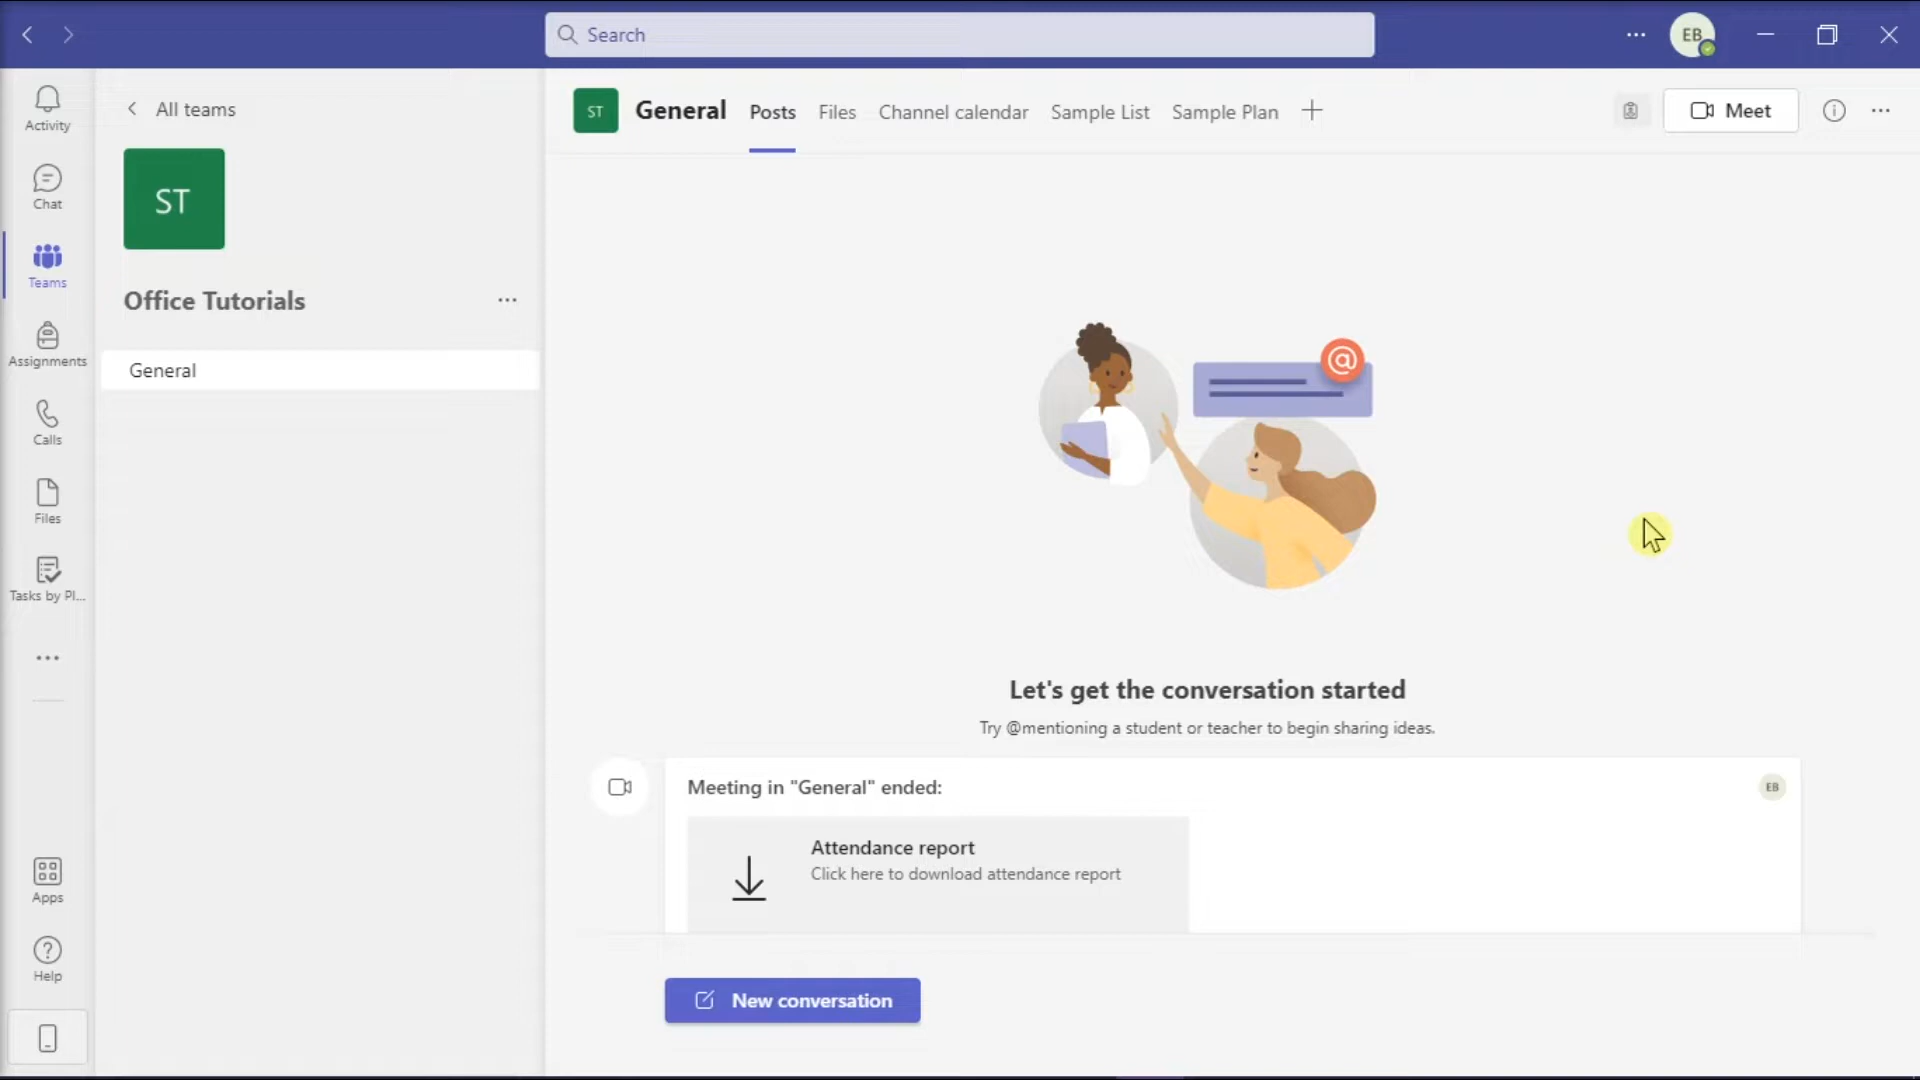 Search
EB
Activity
Chat
Teams
Assignments
Calls
Files
Tasks by Pl...
Apps
Help
All teams
ST
Office Tutorials
General
ST
General
Posts
Files
Channel calendar
Sample List
Sample Plan
Meet
@
Let's get the conversation started
Try @mentioning a student or teacher to begin sharing ideas.
Meeting in "General" ended:
EB
Attendance report
Click here to download attendance report
New conversation